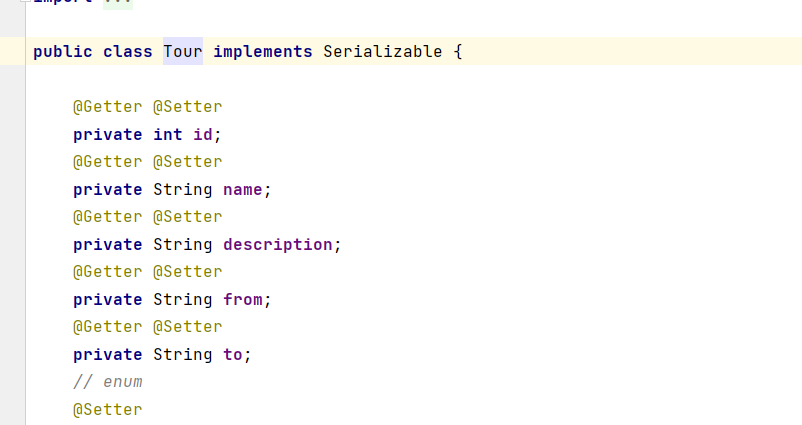 import ...
public class Tour implements Serializable {
@Getter @Setter
private int id;
@Getter @Setter
private String name;
@Getter @Setter
private String description;
@Getter @Setter
private String from;
@Getter @Setter
private String to;
// enum
@Setter